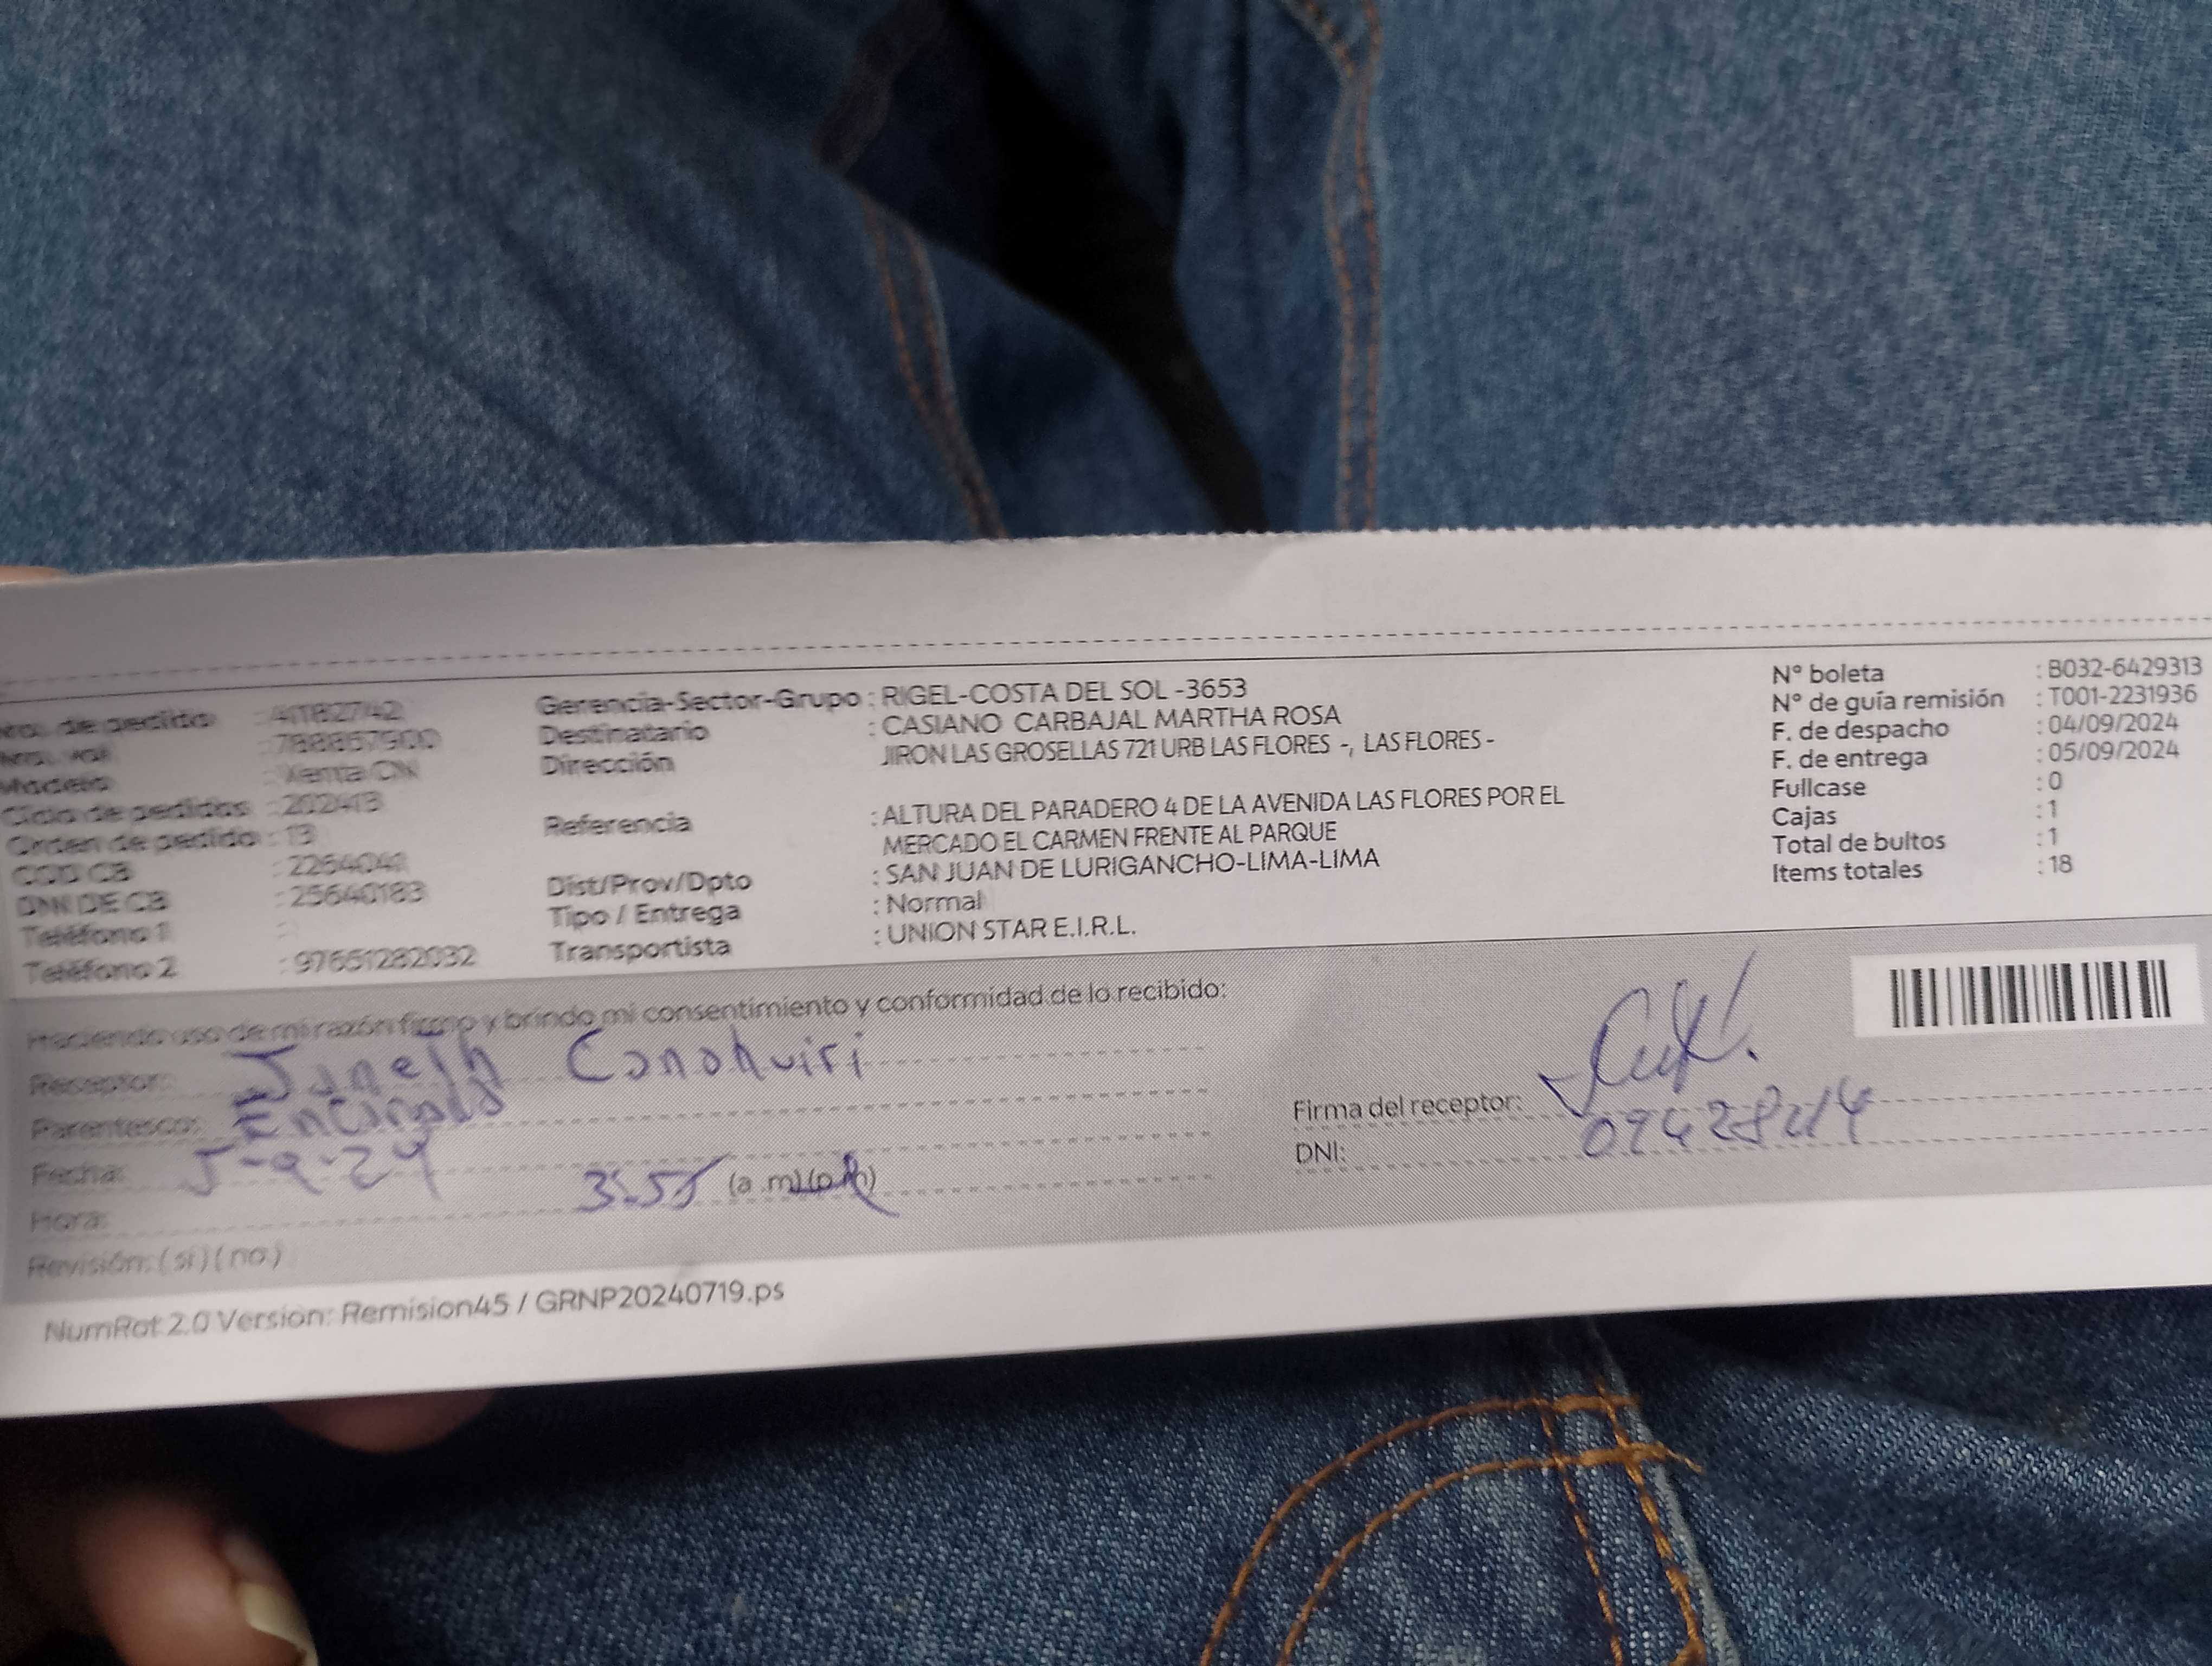 Nro. de pedido : 41182742
: 788867900
Modelo : Venta CN
Ciclo de pedidos : 202413
Orden de pedido : 13
COD CB : 2264041
DNI DE CB : 25640183
Teléfono 1 :
Teléfono 2 : 97651282032
Gerencia-Sector-Grupo : RIGEL-COSTA DEL SOL -3653
Destinatario : CASIANO CARBAJAL MARTHA ROSA
Dirección JIRON LAS GROSELLAS 721 URB LAS FLORES -, LAS FLORES -
Referencia : ALTURA DEL PARADERO 4 DE LA AVENIDA LAS FLORES POR EL
MERCADO EL CARMEN FRENTE AL PARQUE
Dist/Prov/Dpto : SAN JUAN DE LURIGANCHO-LIMA-LIMA
Tipo / Entrega : Normal
Transportista : UNION STAR E.I.R.L.
N° boleta : B032-6429313
N° de guía remisión : T001-2231936
F. de despacho : 04/09/2024
F. de entrega : 05/09/2024
Fullcase : 0
Cajas : 1
Total de bultos : 1
Items totales : 18
Haciendo uso de mi razón firmo y brindo mi consentimiento y conformidad de lo recibido:
Receptor: Janeth
Parentesco:
Fecha: 5-9-24
Hora: 3:55 (a.m)(p.m)
Revisión: (si) (no)
Firma del receptor:
DNI:
NumRot 2.0 Version: Remision45 / GRNP20240719.ps